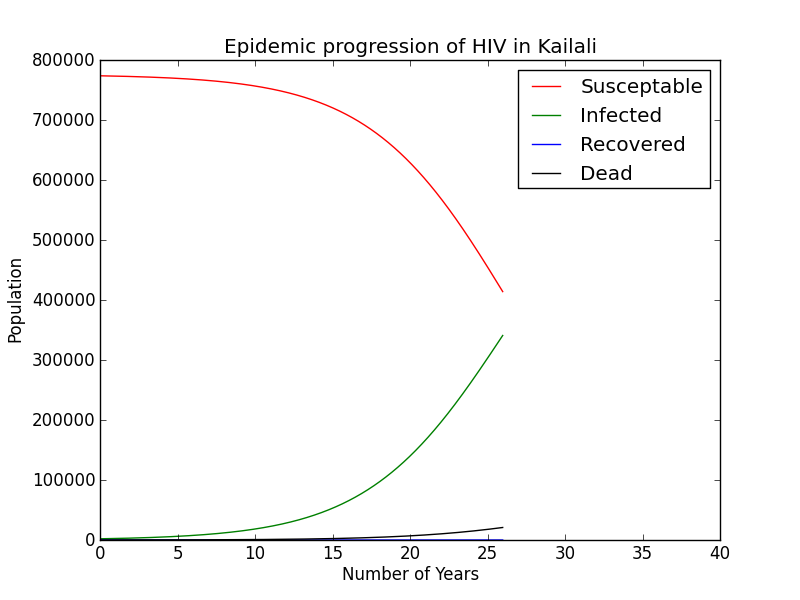 Epidemic progression of HIV in Kailali
800000
700000
600000
500000
400000
300000
200000
100000
0
Population
Susceptable
Infected
Recovered
Dead
0 5 10 15 20 25 30 35 40
Number of Years